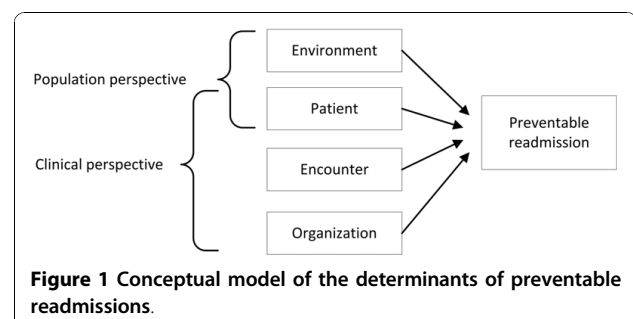 Environment
Population perspective
Patient
Preventable
readmission
Clinical perspective
Encounter
Organization
Figure 1 Conceptual model of the determinants of preventable
readmissions.